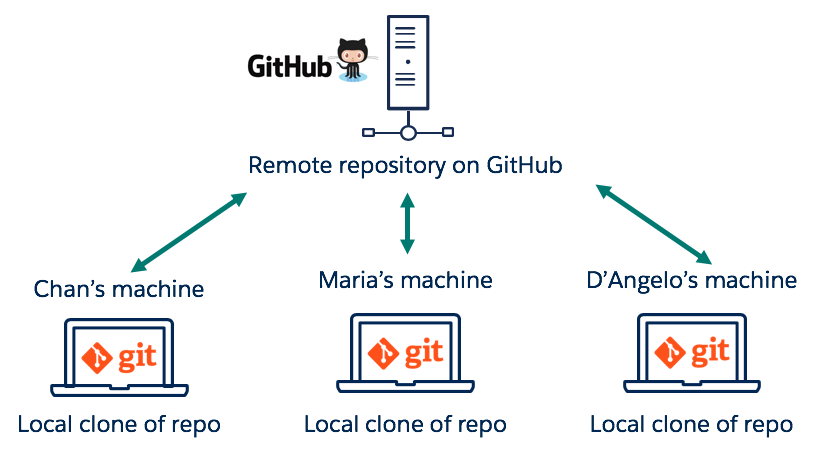 GitHub
Remote repository on GitHub
Chan’s machine
Maria’s machine
D’Angelo’s machine
git
git
git
Local clone of repo
Local clone of repo
Local clone of repo